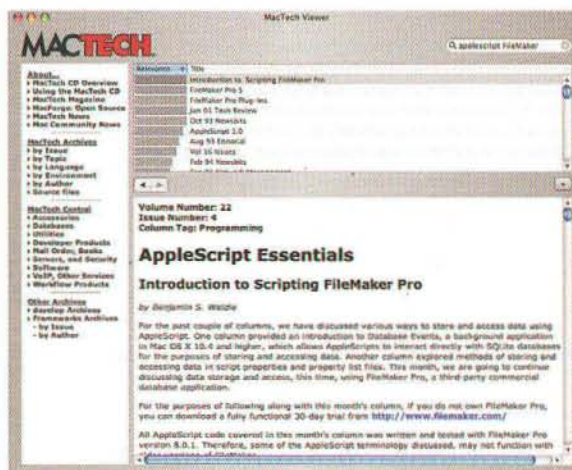 MacTech Viewer
MACTECH
applescript FileMaker
About...
MacTech CD Overview
Using the MacTech CD
MacTech Magazine
MacForge: Open Source
MacTech News
Mac Community News
MacTech Archives
by Issue
by Topic
by Language
by Environment
by Author
Source files
MacTech Central
Accessories
Databases
Utilities
Developer Products
Mail Order, Books
Servers, and Security
Software
VoIP, Other Services
Workflow Products
Other Archives
develop Archives
Frameworks Archives
- by Issue
- by Author
Relevance Title
Introduction to Scripting FileMaker Pro
FileMaker Pro 5
FileMaker Pro Plug-ins
Jun 01 Tech Review
Oct 93 Newsbits
AppleScript 1.0
Aug 93 Editorial
Vol 16 Issues
Feb 94 Newsbits
Volume Number: 22
Issue Number: 4
Column Tag: Programming
AppleScript Essentials
Introduction to Scripting FileMaker Pro
by Benjamin S. Waldie
For the past couple of columns, we have discussed various ways to store and access data using
AppleScript. One column provided an introduction to Database Events, a background application
in Mac OS X 10.4 and higher, which allows AppleScripts to interact directly with SQLite databases
for the purposes of storing and accessing data. Another column explored methods of storing and
accessing data in script properties and property list files. This month, we are going to continue
discussing data storage and access, this time, using FileMaker Pro, a third-party commercial
database application.
For the purposes of following along with this month's column, if you do not own FileMaker Pro,
you can download a fully functional 30-day trial from http://www.filemaker.com/
All AppleScript code covered in this month's column was written and tested with FileMaker Pro
version 8.0.1. Therefore, some of the AppleScript terminology discussed, may not function with